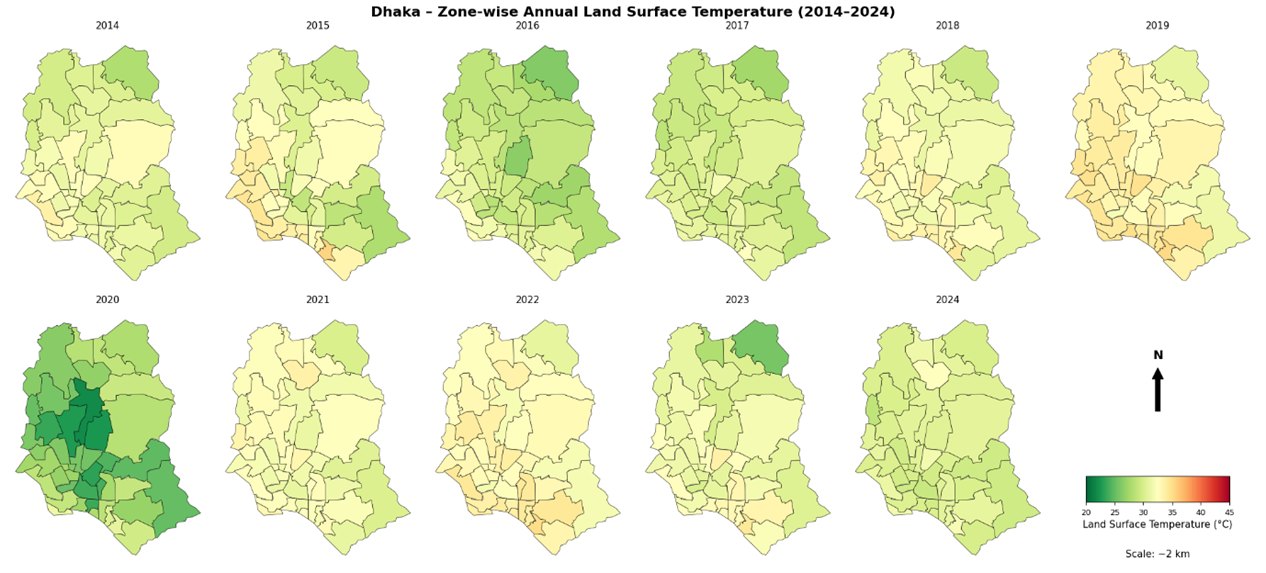 Dhaka – Zone-wise Annual Land Surface Temperature (2014–2024)
2014 2015 2016 2017 2018 2019
2020 2021 2022 2023 2024
N
20 25 30 35 40 45
Land Surface Temperature (°C)
Scale: ~2 km